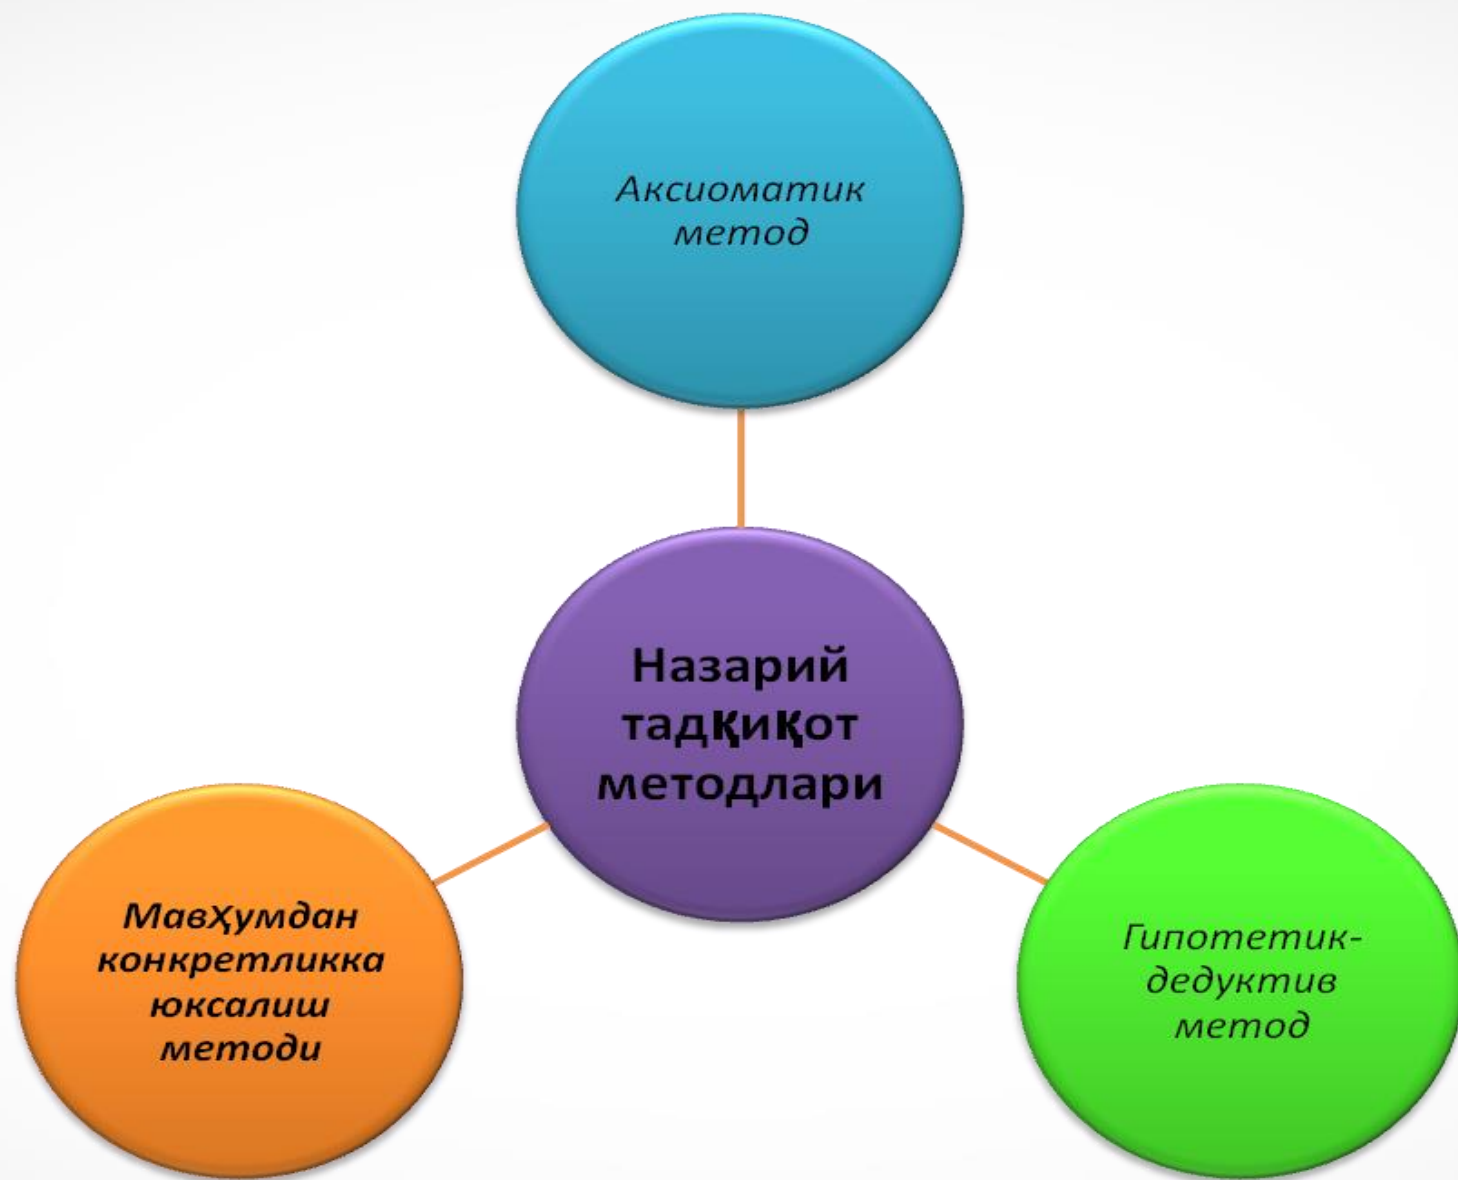 Аксиоматик
метод
Назарий
тадқиқот
методлари
Мавҳумдан
конкретликка
юксалиш
методи
Гипотетик-
дедуктив
метод